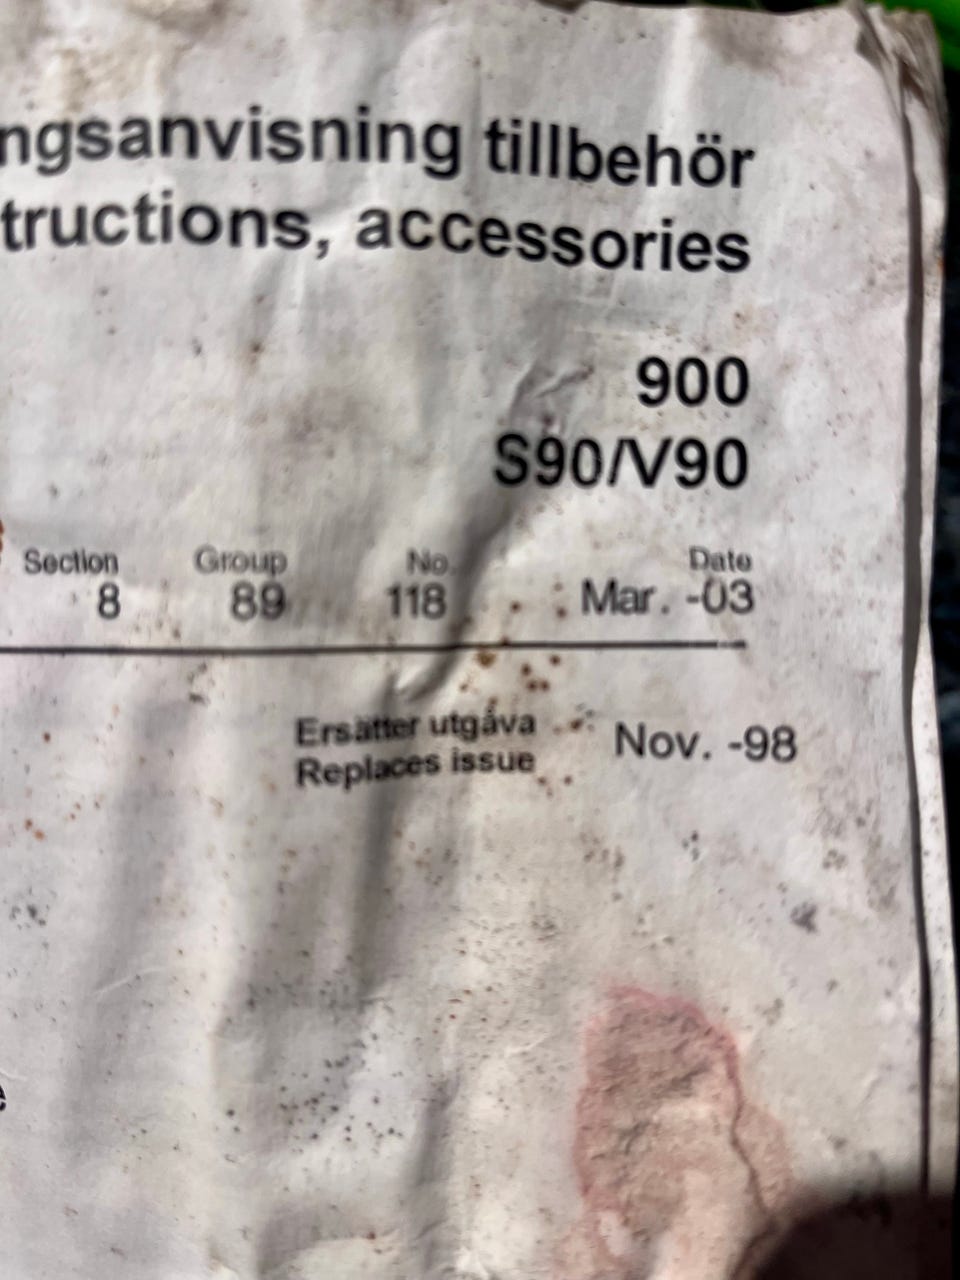 ngsanvisning tillbehör
tructions, accessories
900
S90/V90
Section Group No. Date
8 89 118 Mar. -03
Ersätter utgåva Nov. -98
Replaces issue
e